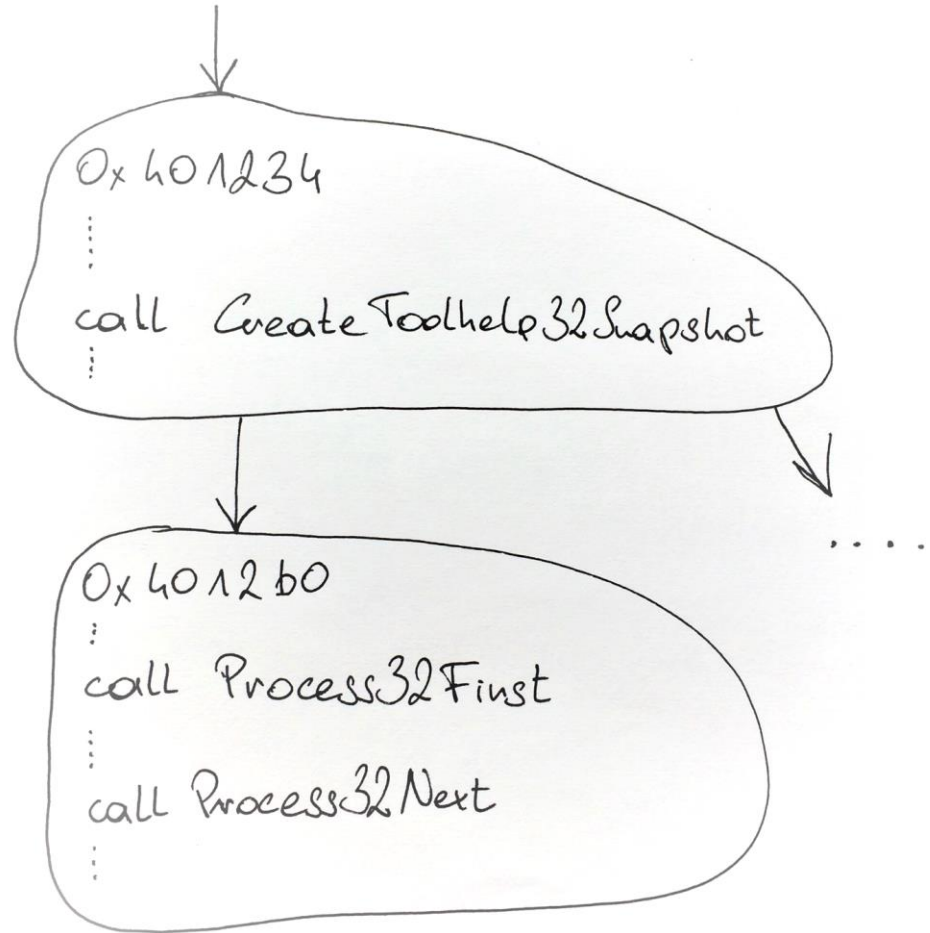 0x401234
call CreateToolhelp32Snapshot
0x4012b0
call Process32First
call Process32Next